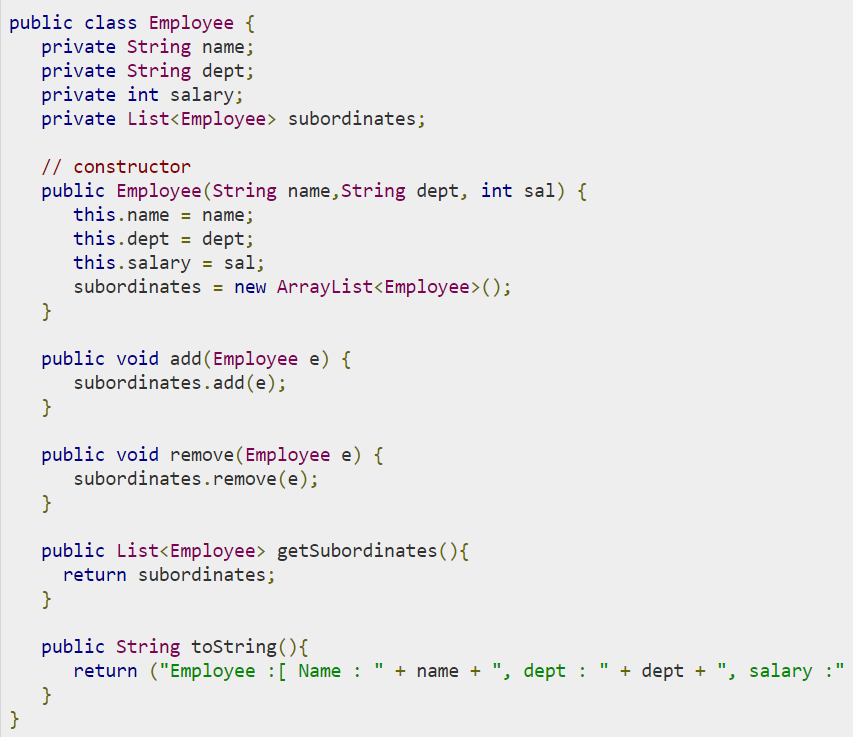 public class Employee {
   private String name;
   private String dept;
   private int salary;
   private List<Employee> subordinates;

   // constructor
   public Employee(String name,String dept, int sal) {
      this.name = name;
      this.dept = dept;
      this.salary = sal;
      subordinates = new ArrayList<Employee>();
   }

   public void add(Employee e) {
      subordinates.add(e);
   }

   public void remove(Employee e) {
      subordinates.remove(e);
   }

   public List<Employee> getSubordinates(){
     return subordinates;
   }

   public String toString(){
      return ("Employee :[ Name : " + name + ", dept : " + dept + ", salary :"
   }
}